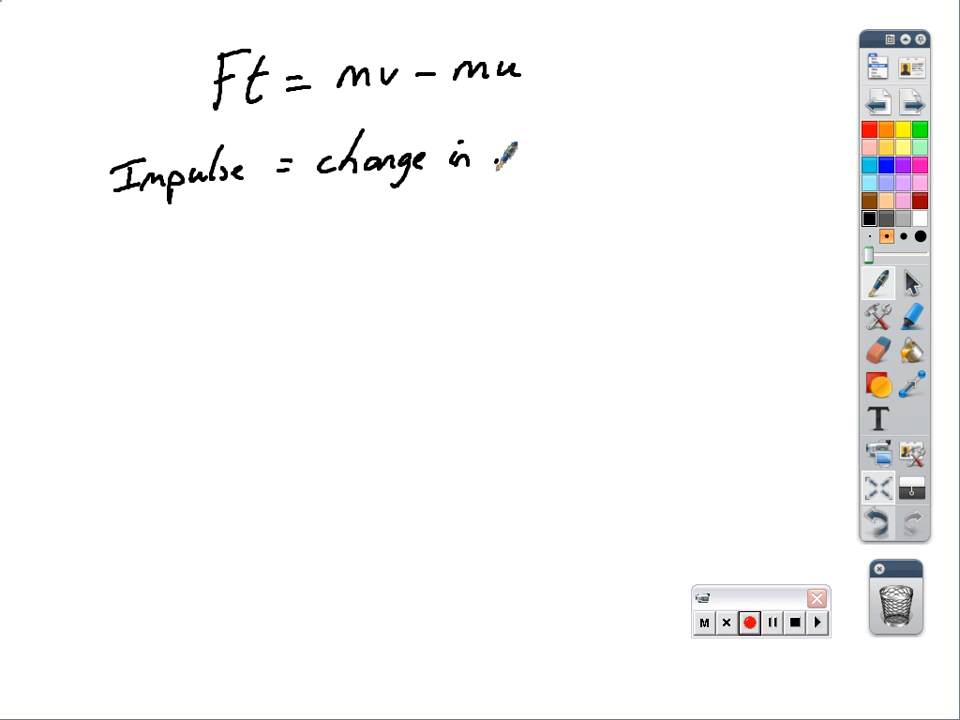 Ft = mv - mu
Impulse = change in
T
M